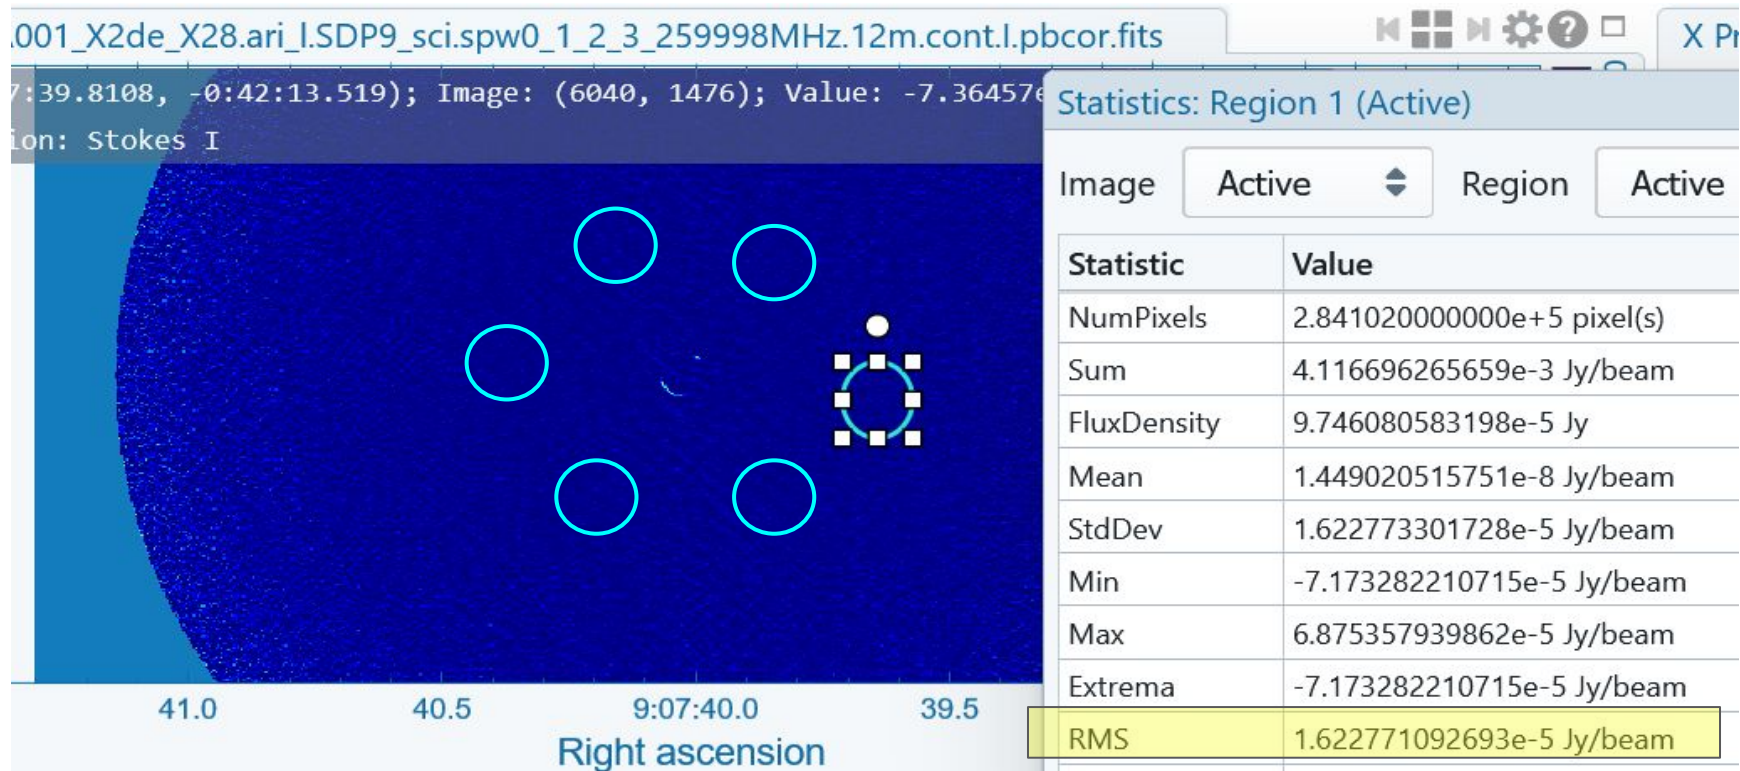 .001_X2de_X28.ari_l.SDP9_sci.spw0_1_2_3_259998MHz.12m.cont.I.pbcor.fits
X Pr
7:39.8108, -0:42:13.519); Image: (6040, 1476); Value: -7.36457e
ion: Stokes I
Statistics: Region 1 (Active)
Image Active Region Active
Statistic Value
NumPixels 2.841020000000e+5 pixel(s)
Sum 4.116696265659e-3 Jy/beam
FluxDensity 9.746080583198e-5 Jy
Mean 1.449020515751e-8 Jy/beam
StdDev 1.622773301728e-5 Jy/beam
Min -7.173282210715e-5 Jy/beam
Max 6.875357939862e-5 Jy/beam
Extrema -7.173282210715e-5 Jy/beam
RMS 1.622771092693e-5 Jy/beam
41.0 40.5 9:07:40.0 39.5
Right ascension